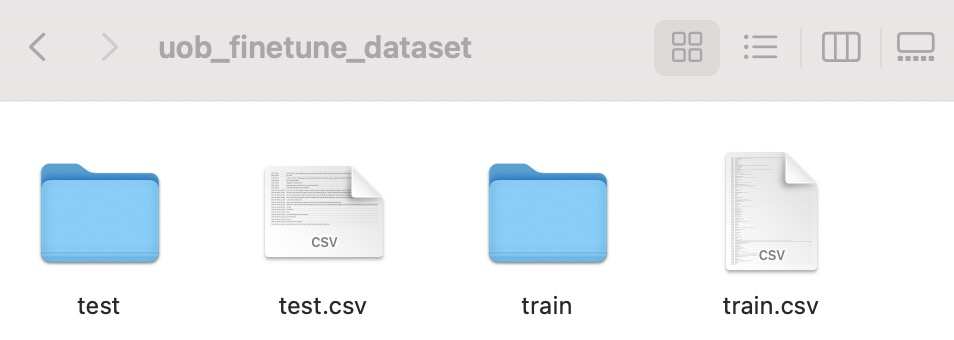 uob_finetune_dataset
CSV
CSV
test
test.csv
train
train.csv